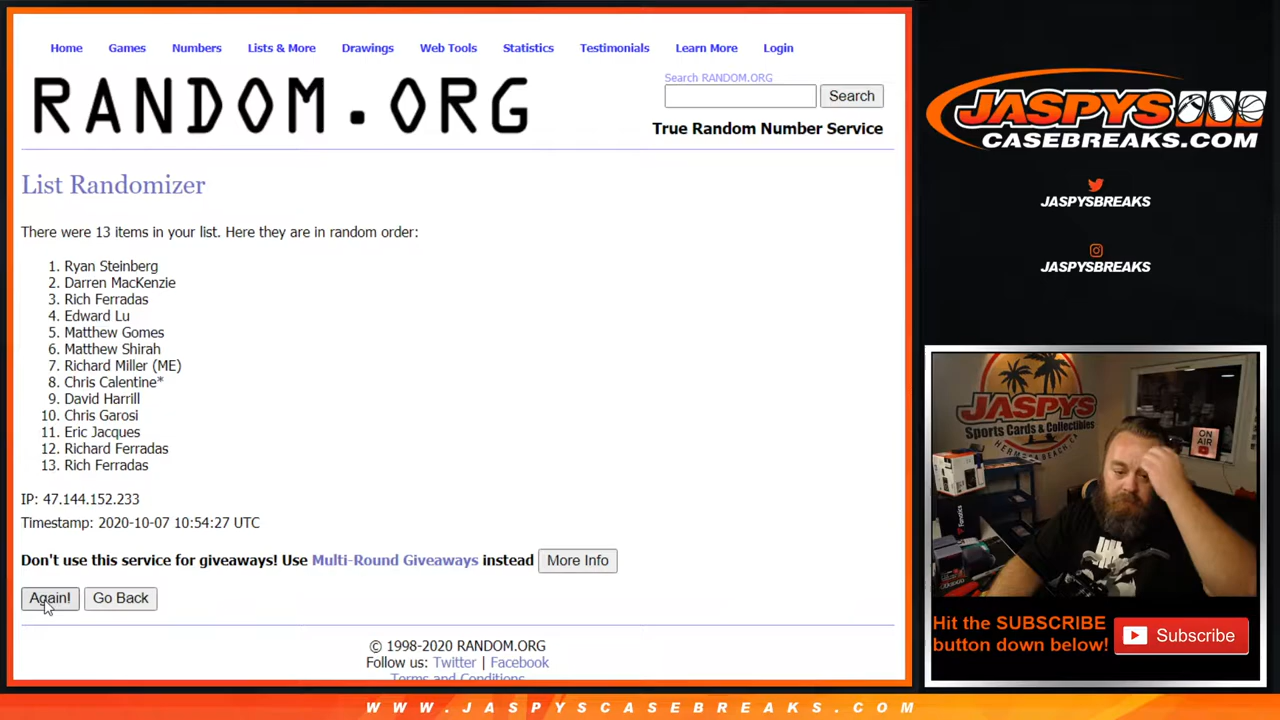 Home Games Numbers Lists & More Drawings Web Tools Statistics Testimonials Learn More Login
RANDOM.ORG
Search RANDOM.ORG
Search
True Random Number Service
List Randomizer
There were 13 items in your list. Here they are in random order:
1. Ryan Steinberg
2. Darren MacKenzie
3. Rich Ferradas
4. Edward Lu
5. Matthew Gomes
6. Matthew Shirah
7. Richard Miller (ME)
8. Chris Calentine*
9. David Harrill
10. Chris Garosi
11. Eric Jacques
12. Richard Ferradas
13. Rich Ferradas
IP: 47.144.152.233
Timestamp: 2020-10-07 10:54:27 UTC
Don't use this service for giveaways! Use Multi-Round Giveaways instead More Info
Again! Go Back
© 1998-2020 RANDOM.ORG
Follow us: Twitter | Facebook
Terms and Conditions
JASPYS
CASEBREAKS.COM
JASPYSBREAKS
JASPYSBREAKS
JASPYS
Sports Cards & Collectibles
HERMOSA BEACH, CA
ON
AIR
Fanatics
Hit the SUBSCRIBE
button down below!
Subscribe
WWW.JASPYSCASEBREAKS.COM